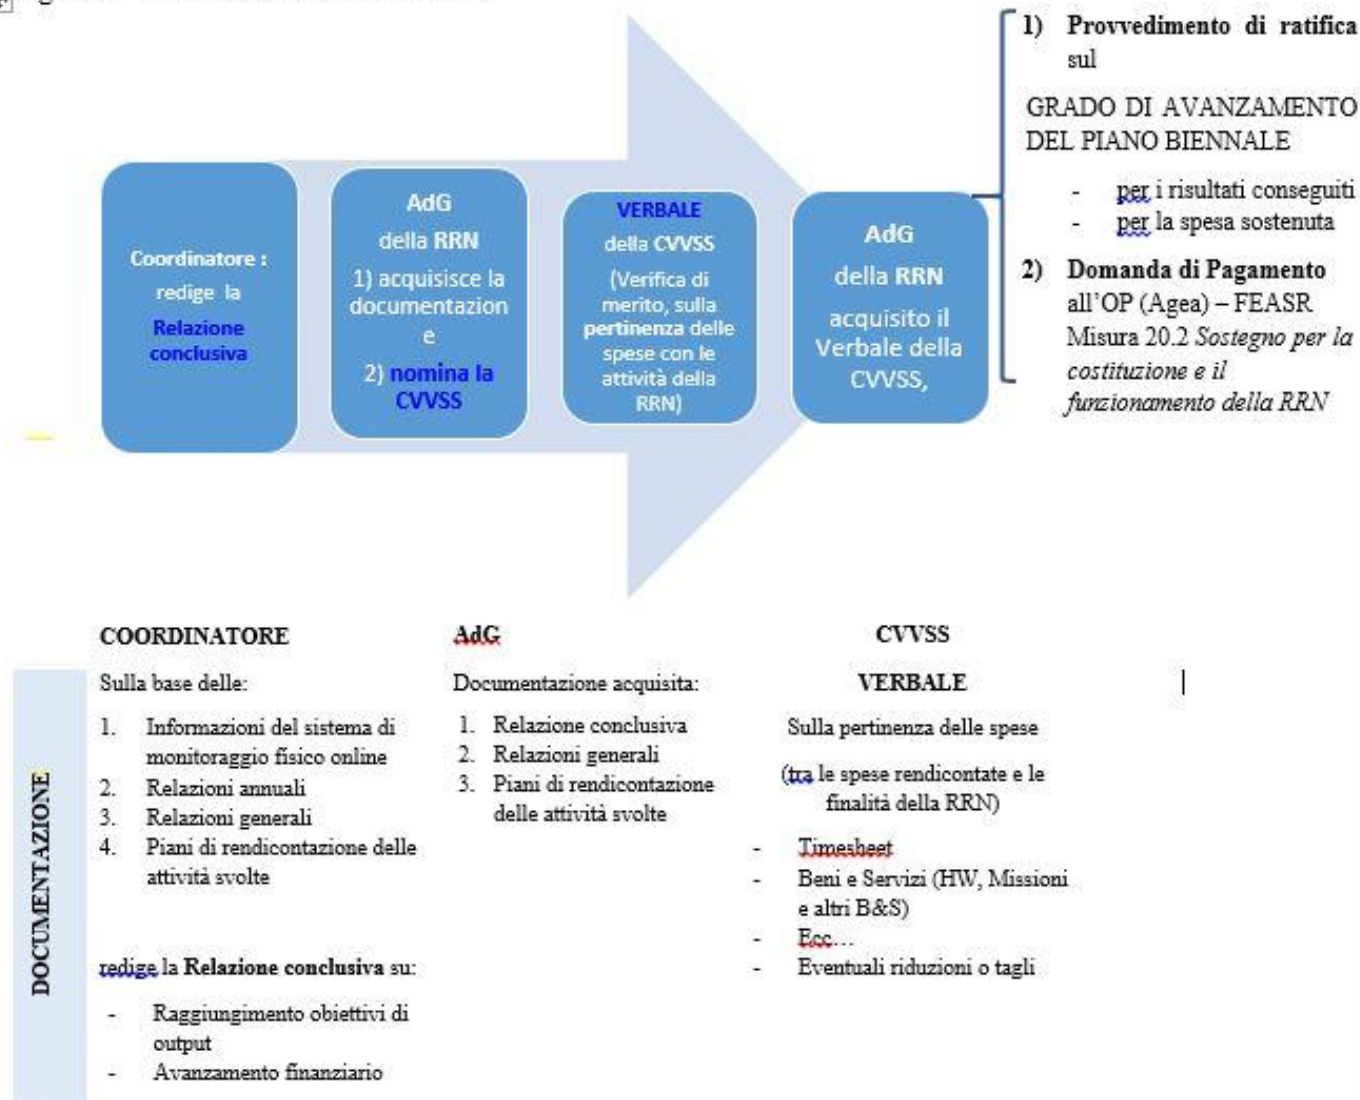 Coordinatore :
redige la
Relazione
conclusiva
AdG
della RRN
1) acquisisce la
documentazion
e
2) nomina la
CVVSS
VERBALE
della CVVSS
(Verifica di
merito, sulla
pertinenza delle
spese con le
attività della
RRN)
AdG
della RRN
acquisito il
Verbale della
CVVSS,
1) Provvedimento di ratifica
sul
GRADO DI AVANZAMENTO
DEL PIANO BIENNALE
- per i risultati conseguiti
- per la spesa sostenuta
2) Domanda di Pagamento
all'OP (Agea) – FEASR
Misura 20.2 Sostegno per la
costituzione e il
funzionamento della RRN
DOCUMENTAZIONE
COORDINATORE
Sulla base delle:
1. Informazioni del sistema di
monitoraggio fisico online
2. Relazioni annuali
3. Relazioni generali
4. Piani di rendicontazione delle
attività svolte
redige la Relazione conclusiva su:
- Raggiungimento obiettivi di
output
- Avanzamento finanziario
AdG
Documentazione acquisita:
1. Relazione conclusiva
2. Relazioni generali
3. Piani di rendicontazione
delle attività svolte
CVVSS
VERBALE
Sulla pertinenza delle spese
(tra le spese rendicontate e le
finalità della RRN)
- Timesheet
- Beni e Servizi (HW, Missioni
e altri B&S)
- Ecc…
- Eventuali riduzioni o tagli